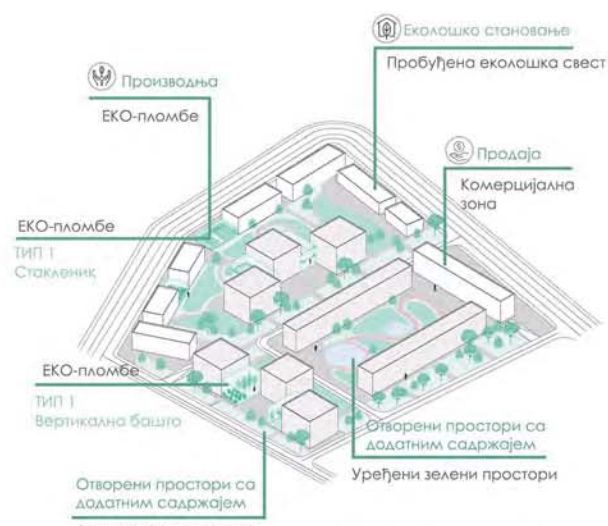 Еколошко становање
Пробуђена еколошка свест
Производња
ЕКО-пломбе
Продаја
Комерцијална
зона
ЕКО-пломбе
ТИП 1
Стакленик
ЕКО-пломбе
ТИП 1
Вертикална башто
Отворени простори са
додатним садржајем
Уређени зелени простори
Отворени простори са
додатним садржајем